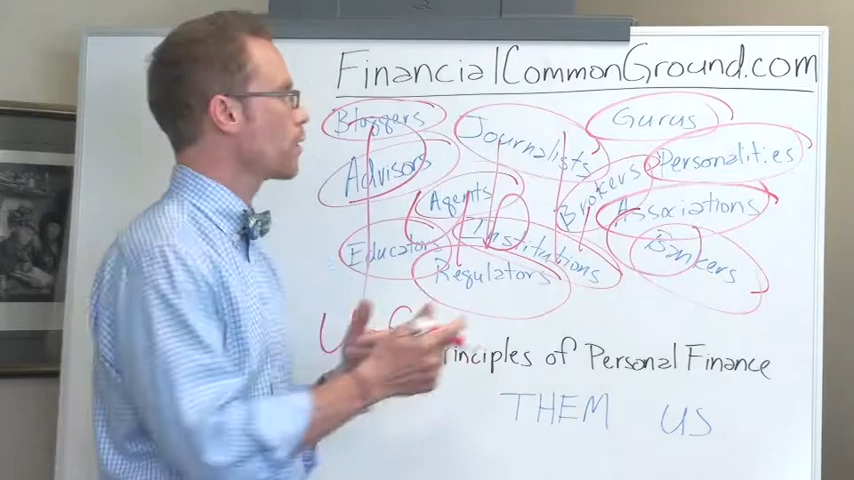 FinancialCommonGround.com
Bloggers Journalists Gurus
Advisors Agents Brokers Personalities
Educators Institutions Associations
Regulators Bankers
Principles of Personal Finance
THEM US